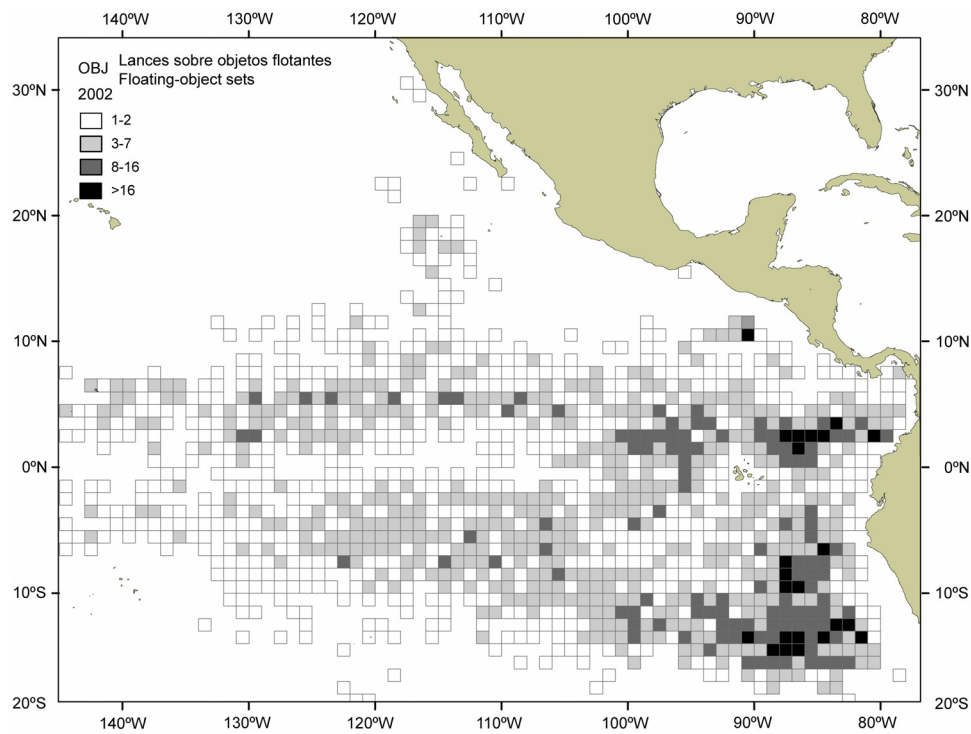 140ºW 130ºW 120ºW 110ºW 100ºW 90ºW 80ºW
OBJ Lances sobre objetos flotantes
Floating-object sets
2002
1-2
3-7
8-16
>16
30ºN 30ºN
20ºN 20ºN
10ºN 10ºN
0ºN 0ºN
10ºS 10ºS
20ºS 20ºS
140ºW 130ºW 120ºW 110ºW 100ºW 90ºW 80ºW